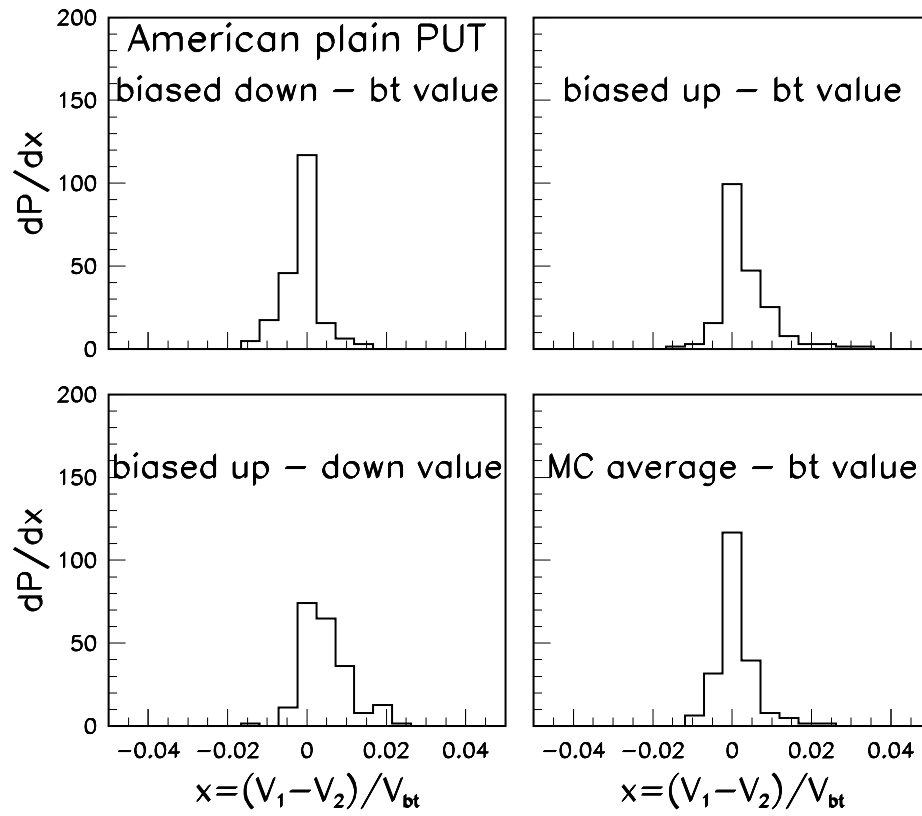 American plain PUT
biased down – bt value
200
150
100
50
0
dP/dx
biased up – bt value
biased up – down value
200
150
100
50
0
dP/dx
−0.04 −0.02 0 0.02 0.04
x=(V1−V2)/Vbt
MC average – bt value
−0.04 −0.02 0 0.02 0.04
x=(V1−V2)/Vbt